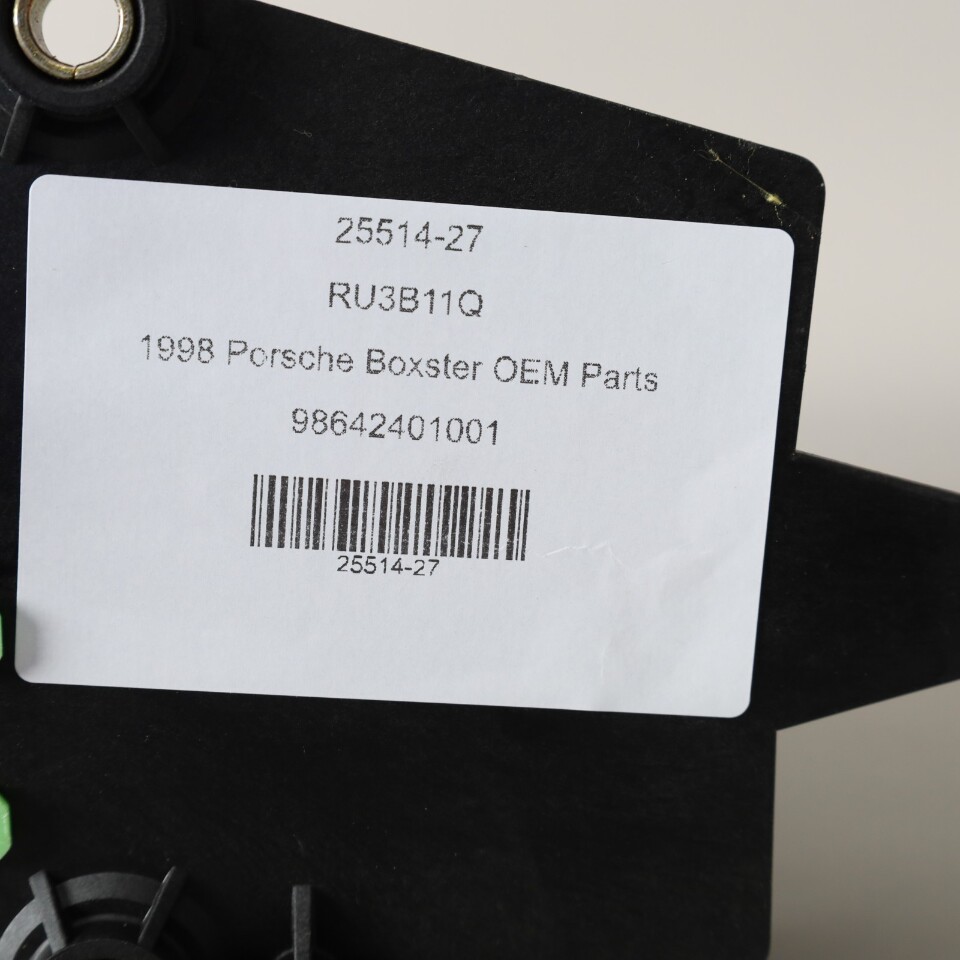 25514-27
RU3B11Q
1998 Porsche Boxster OEM Parts
98642401001
25514-27